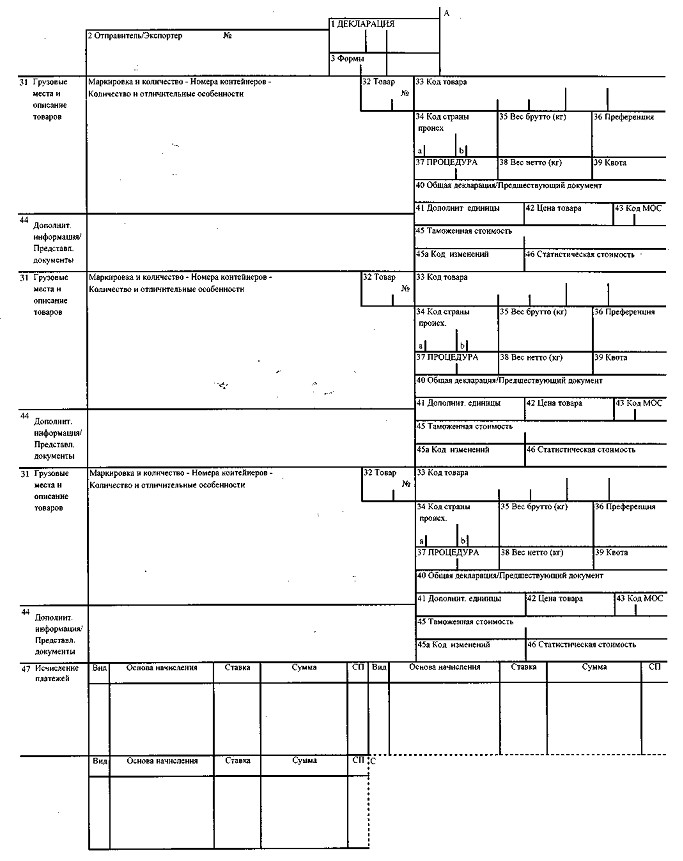 A
1 ДЕКЛАРАЦИЯ
2 Отправитель/Экспортер №
3 Формы
31 Грузовые места и описание товаров
Маркировка и количество - Номера контейнеров -
Количество и отличительные особенности
32 Товар
№
33 Код товара
34 Код страны
происх.
a b
35 Вес брутто (кг)
36 Преференция
37 ПРОЦЕДУРА
38 Вес нетто (кг)
39 Квота
40 Общая декларация/Предшествующий документ
41 Дополнит. единицы
42 Цена товара
43 Код МОС
44 Дополнит.
информация/
Представл.
документы
45 Таможенная стоимость
45а Код изменений
46 Статистическая стоимость
31 Грузовые
места и
описание
товаров
Маркировка и количество - Номера контейнеров -
Количество и отличительные особенности
32 Товар
№
33 Код товара
34 Код страны
происх.
a b
35 Вес брутто (кг)
36 Преференция
37 ПРОЦЕДУРА
38 Вес нетто (кг)
39 Квота
40 Общая декларация/Предшествующий документ
41 Дополнит. единицы
42 Цена товара
43 Код МОС
44 Дополнит.
информация/
Представл.
документы
45 Таможенная стоимость
45а Код изменений
46 Статистическая стоимость
31 Грузовые
места и
описание
товаров
Маркировка и количество - Номера контейнеров -
Количество и отличительные особенности
32 Товар
№
33 Код товара
34 Код страны
происх.
a b
35 Вес брутто (кг)
36 Преференция
37 ПРОЦЕДУРА
38 Вес нетто (кг)
39 Квота
40 Общая декларация/Предшествующий документ
41 Дополнит. единицы
42 Цена товара
43 Код МОС
44 Дополнит.
информация/
Представл.
документы
45 Таможенная стоимость
45а Код изменений
46 Статистическая стоимость
47 Исчисление
платежей
Вид Основа начисления Ставка Сумма СП Вид Основа начисления Ставка Сумма СП
Вид Основа начисления Ставка Сумма СП С